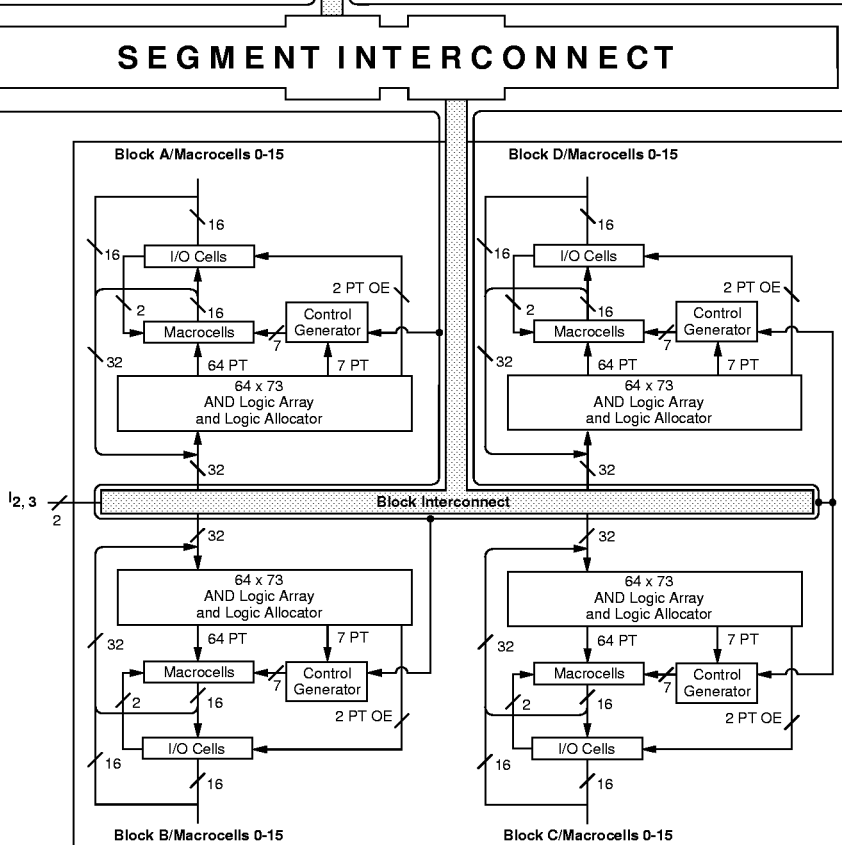 SEGMENT INTERCONNECT
Block A/Macrocells 0-15
16
16
I/O Cells
2 PT OE
2
16
Macrocells
7
Control
Generator
32
64 PT
7 PT
64 x 73
AND Logic Array
and Logic Allocator
32
Block D/Macrocells 0-15
16
16
I/O Cells
2 PT OE
2
16
Macrocells
7
Control
Generator
32
64 PT
7 PT
64 x 73
AND Logic Array
and Logic Allocator
32
I2, 3
2
Block Interconnect
32
64 x 73
AND Logic Array
and Logic Allocator
32
64 PT
7 PT
Macrocells
7
Control
Generator
2
16
2 PT OE
I/O Cells
16
16
Block B/Macrocells 0-15
32
64 x 73
AND Logic Array
and Logic Allocator
32
64 PT
7 PT
Macrocells
7
Control
Generator
2
16
2 PT OE
I/O Cells
16
16
Block C/Macrocells 0-15